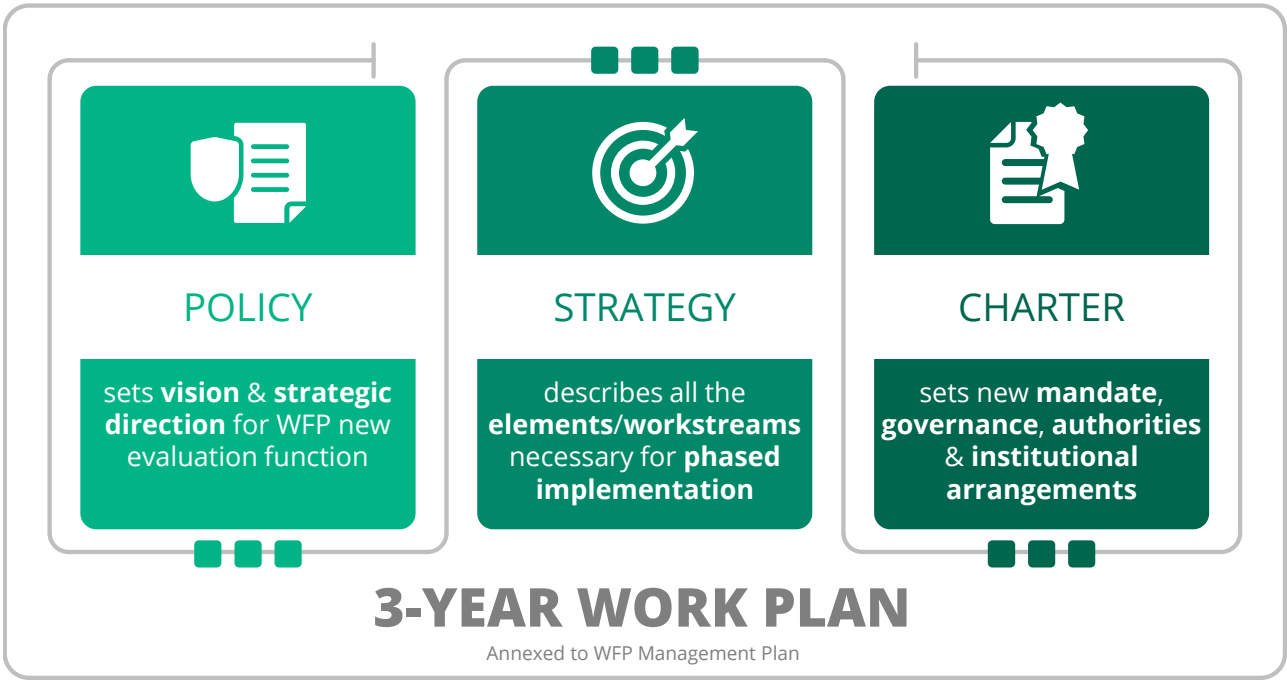 POLICY
sets vision & strategic
direction for WFP new
evaluation function
STRATEGY
describes all the
elements/workstreams
necessary for phased
implementation
CHARTER
sets new mandate,
governance, authorities
& institutional
arrangements
3-YEAR WORK PLAN
Annexed to WFP Management Plan